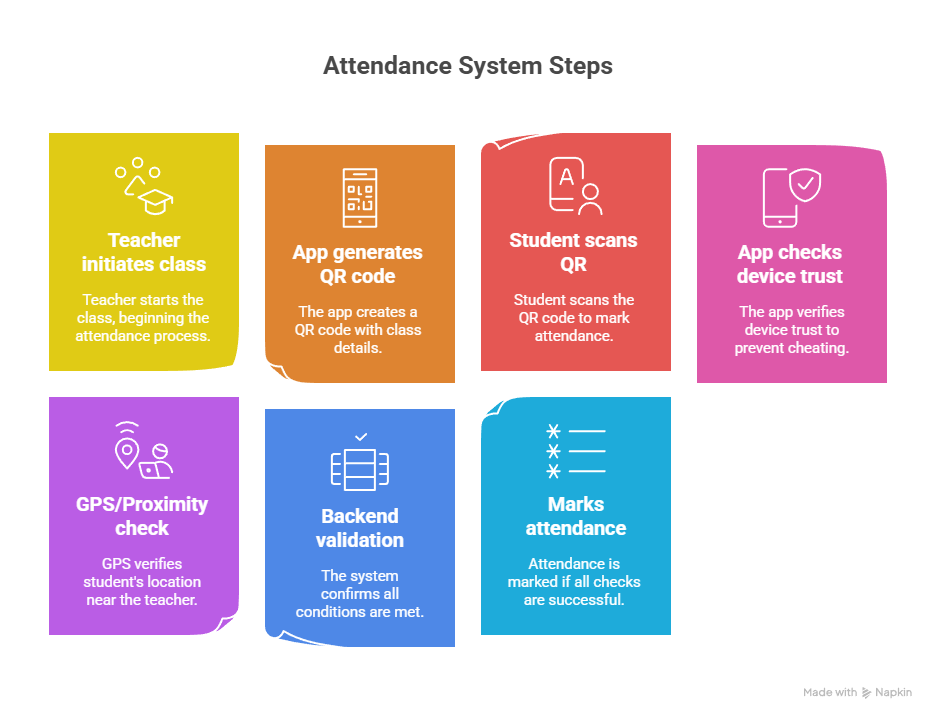 Attendance System Steps
Teacher
initiates class
Teacher starts the
class, beginning the
attendance process.
App generates
QR code
The app creates a
QR code with class
details.
A
Student scans
QR
Student scans the
QR code to mark
attendance.
App checks
device trust
The app verifies
device trust to
prevent cheating.
GPS/Proximity
check
GPS verifies
student's location
near the teacher.
Backend
validation
The system
confirms all
conditions are met.
Marks
attendance
Attendance is
marked if all checks
are successful.
Made with Napkin